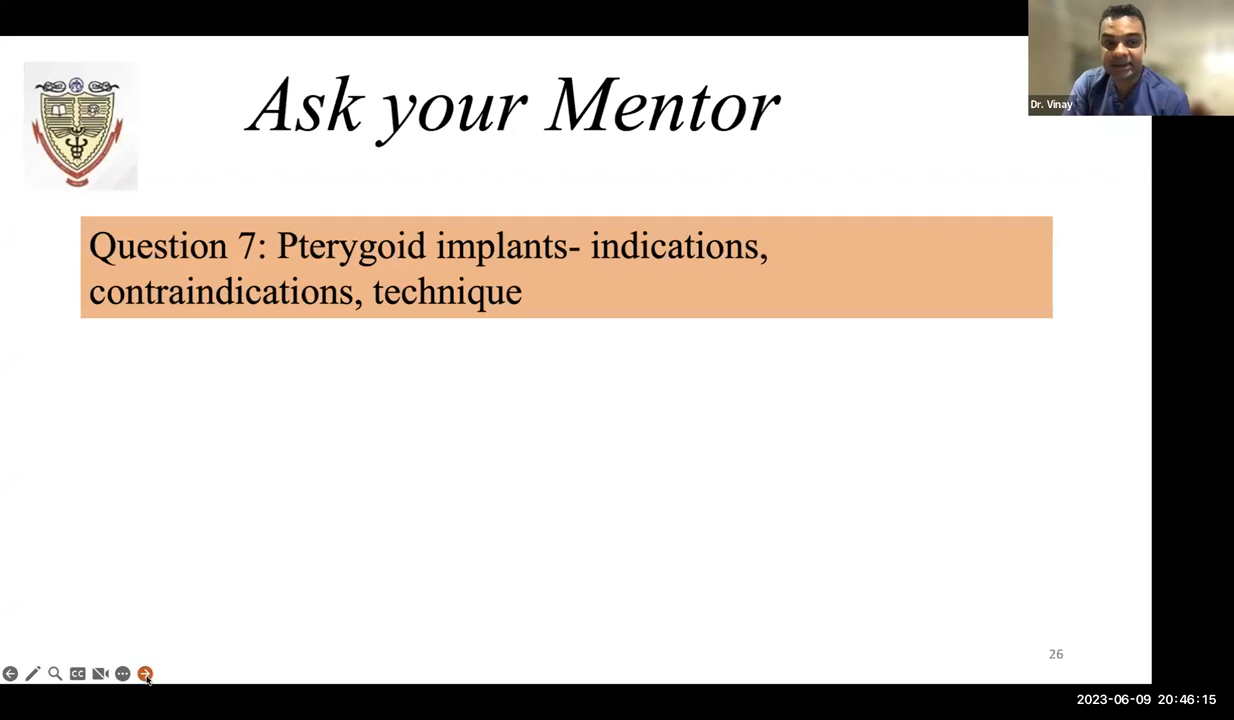 Ask your Mentor
Dr. Vinay
Question 7: Pterygoid implants- indications,
contraindications, technique
26
CC
2023-06-09 20:46:15